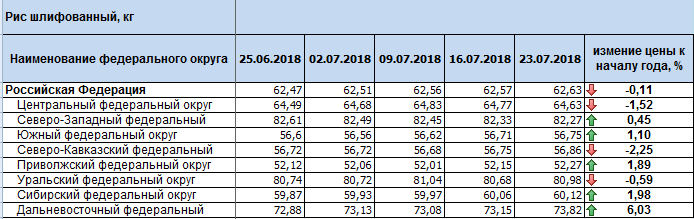 Рис шлифованный, кг
Наименование федерального округа 25.06.2018 02.07.2018 09.07.2018 16.07.2018 23.07.2018 измение цены к началу года, %
Российская Федерация 62,47 62,51 62,56 62,57 62,63 -0,11
Центральный федеральный округ 64,49 64,68 64,83 64,77 64,63 -1,52
Северо-Западный федеральный 82,61 82,49 82,45 82,33 82,27 0,45
Южный федеральный округ 56,6 56,56 56,62 56,71 56,75 1,10
Северо-Кавказский федеральный 56,72 56,72 56,68 56,75 56,86 -2,25
Приволжский федеральный округ 52,12 52,06 52,01 52,15 52,27 1,89
Уральский федеральный округ 80,74 80,72 81,04 80,68 80,98 -0,59
Сибирский федеральный округ 59,87 59,93 59,97 60,06 60,12 1,98
Дальневосточный федеральный 72,88 73,13 73,08 73,15 73,82 6,03